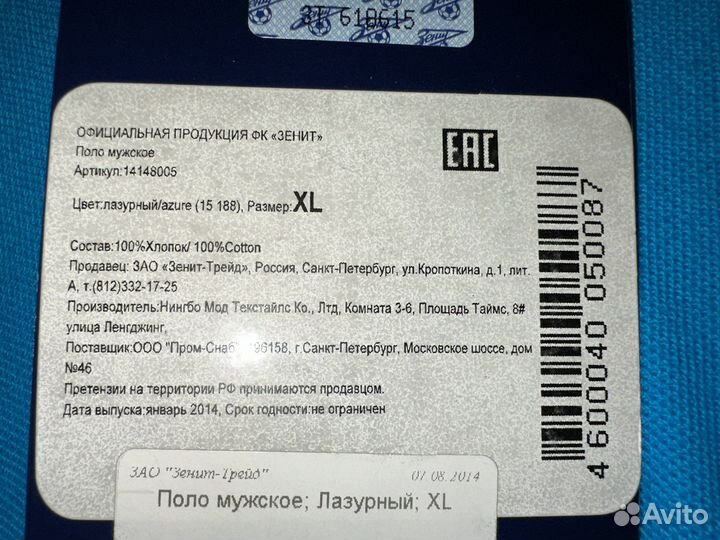 ЗТ 618615
ОФИЦИАЛЬНАЯ ПРОДУКЦИЯ ФК «ЗЕНИТ»
Поло мужское
Артикул:14148005
EAC
Цвет:лазурный/azure (15 188), Размер:XL
Состав:100%Хлопок/ 100%Cotton
Продавец: ЗАО «Зенит-Трейд», Россия, Санкт-Петербург, ул.Кропоткина, д.1, лит.
А, т.(812)332-17-25
Производитель:Нингбо Мод Текстайлс Ко., Лтд, Комната 3-6, Площадь Таймс, 8#
улица Ленгджинг,
Поставщик:ООО "Пром-Снаб", 196158, г.Санкт-Петербург, Московское шоссе, дом
№46
Претензии на территории РФ принимаются продавцом.
Дата выпуска:январь 2014, Срок годности:не ограничен
4 600040 050087
ЗАО "Зенит-Трейд" 07.08.2014
Поло мужское; Лазурный; XL
Avito